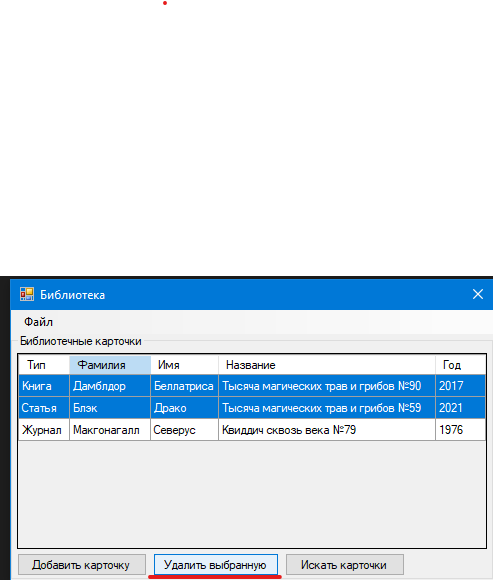 Библиотека
Файл
Библиотечные карточки
Тип Фамилия Имя Название Год
Книга Дамблдор Беллатриса Тысяча магических трав и грибов №90 2017
Статья Блэк Драко Тысяча магических трав и грибов №59 2021
Журнал Макгонагалл Северус Квиддич сквозь века №79 1976
Добавить карточку Удалить выбранную Искать карточки